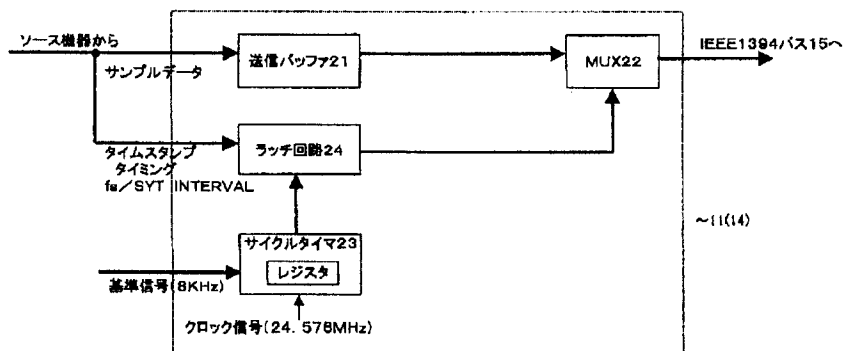 ソース機器から
サンプルデータ
送信バッファ21
MUX22
IEEE1394バス15へ
タイムスタンプ
タイミング
fs/SYT INTERVAL
ラッチ回路24
サイクルタイマ23
レジスタ
~11(14)
基準信号(8KHz)
クロック信号(24. 576MHz)